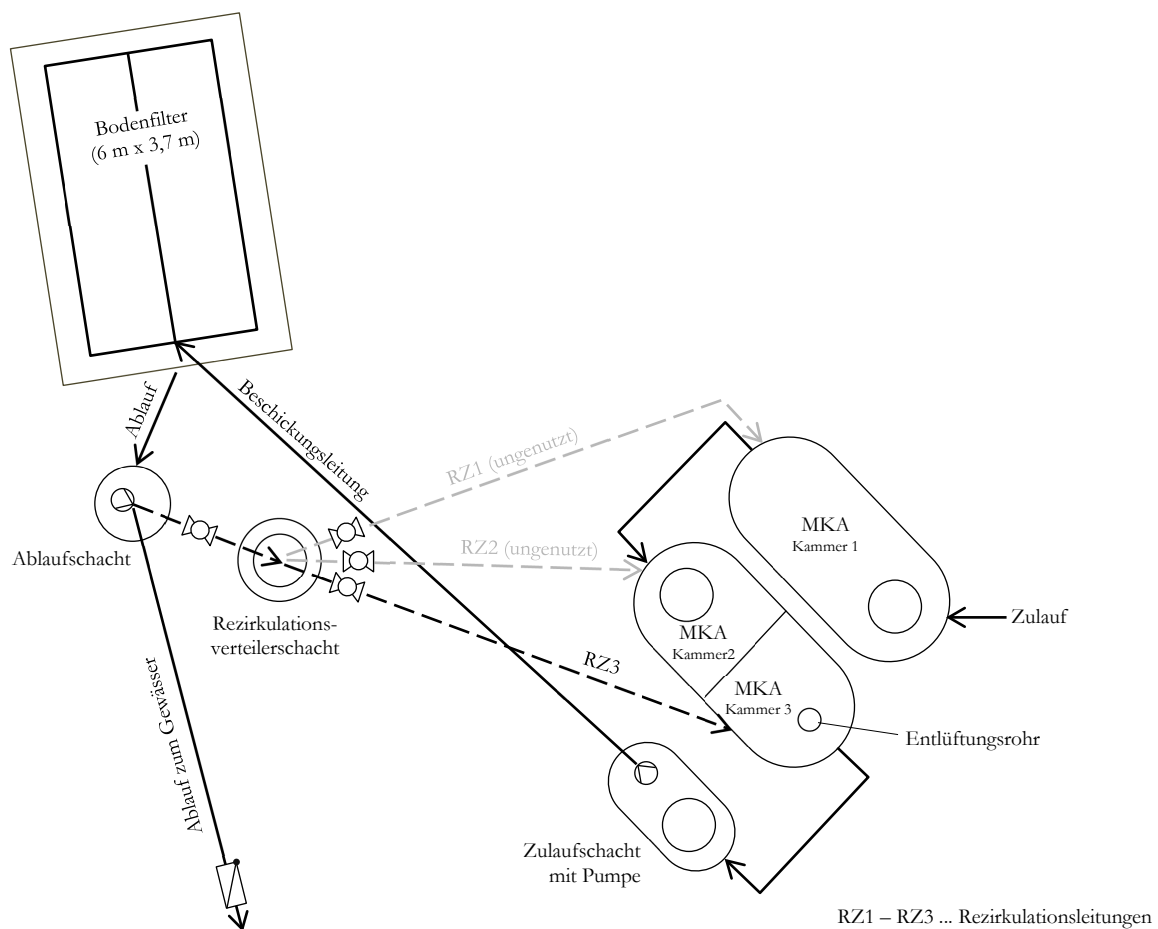 Bodenfilter
(6 m x 3,7 m)
Ablauf
Beschickungsleitung
RZ1 (ungenutzt)
MKA
Kammer 1
Ablaufschacht
RZ2 (ungenutzt)
Rezirkulations-
verteilerschacht
Zulauf
MKA
Kammer2
RZ3
MKA
Kammer 3
Entlüftungsrohr
Ablauf zum Gewässer
Zulaufschacht
mit Pumpe
RZ1 – RZ3 ... Rezirkulationsleitungen